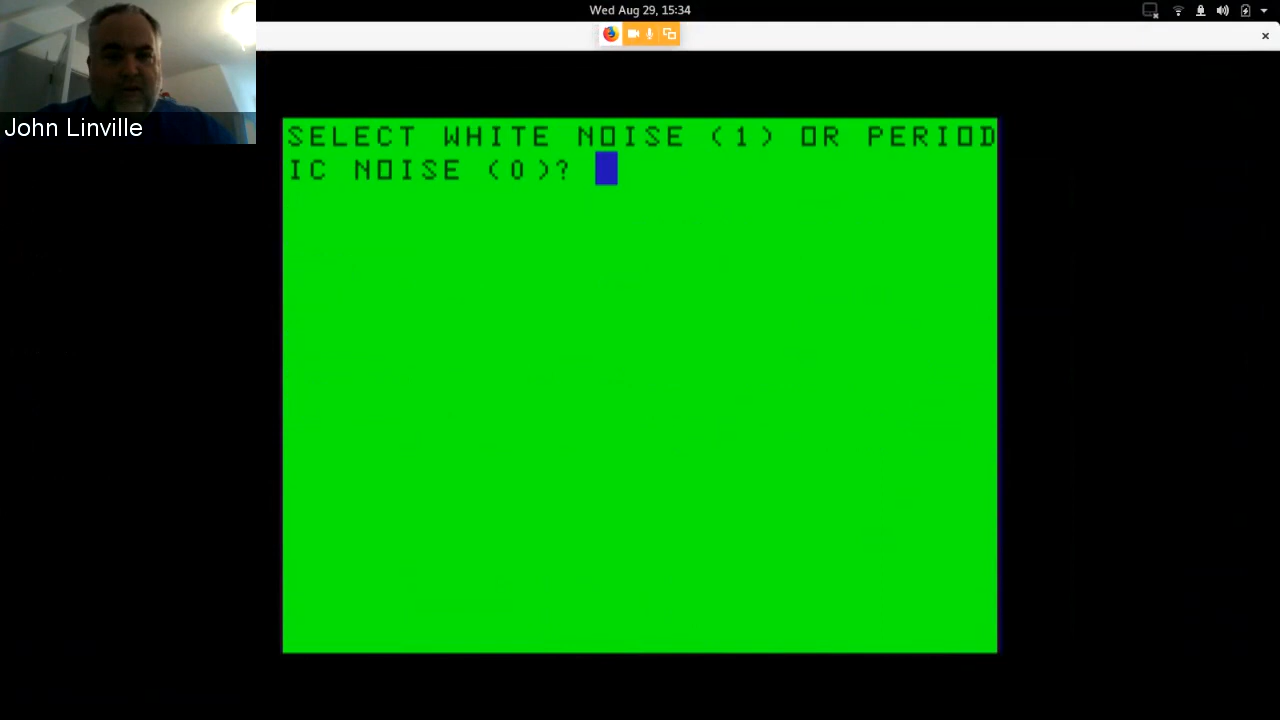 Wed Aug 29, 15:34
John Linville
SELECT WHITE NOISE (1) OR PERIOD
IC NOISE (0)?